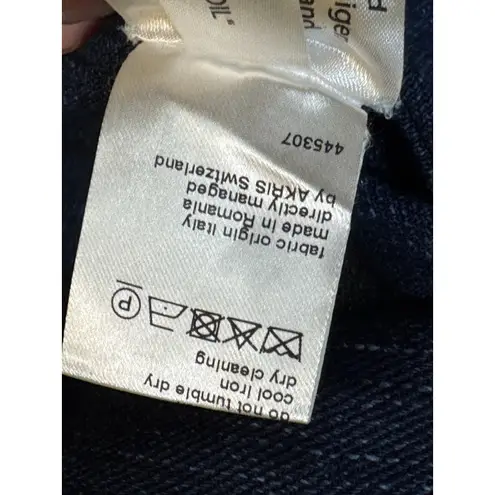 do not tumble dry
cool Iron
dry cleaning
P
fabric origin Italy
made in Romania
directly managed
by AKRIS Switzerland
445307